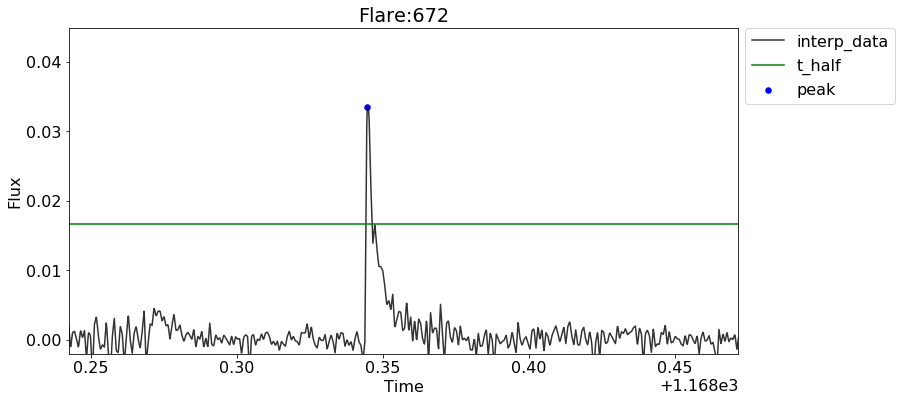 Flare:672
interp_data
t_half
peak
Flux
0.04
0.03
0.02
0.01
0.00
0.25
0.30
0.35
0.40
0.45
Time
+1.168e3